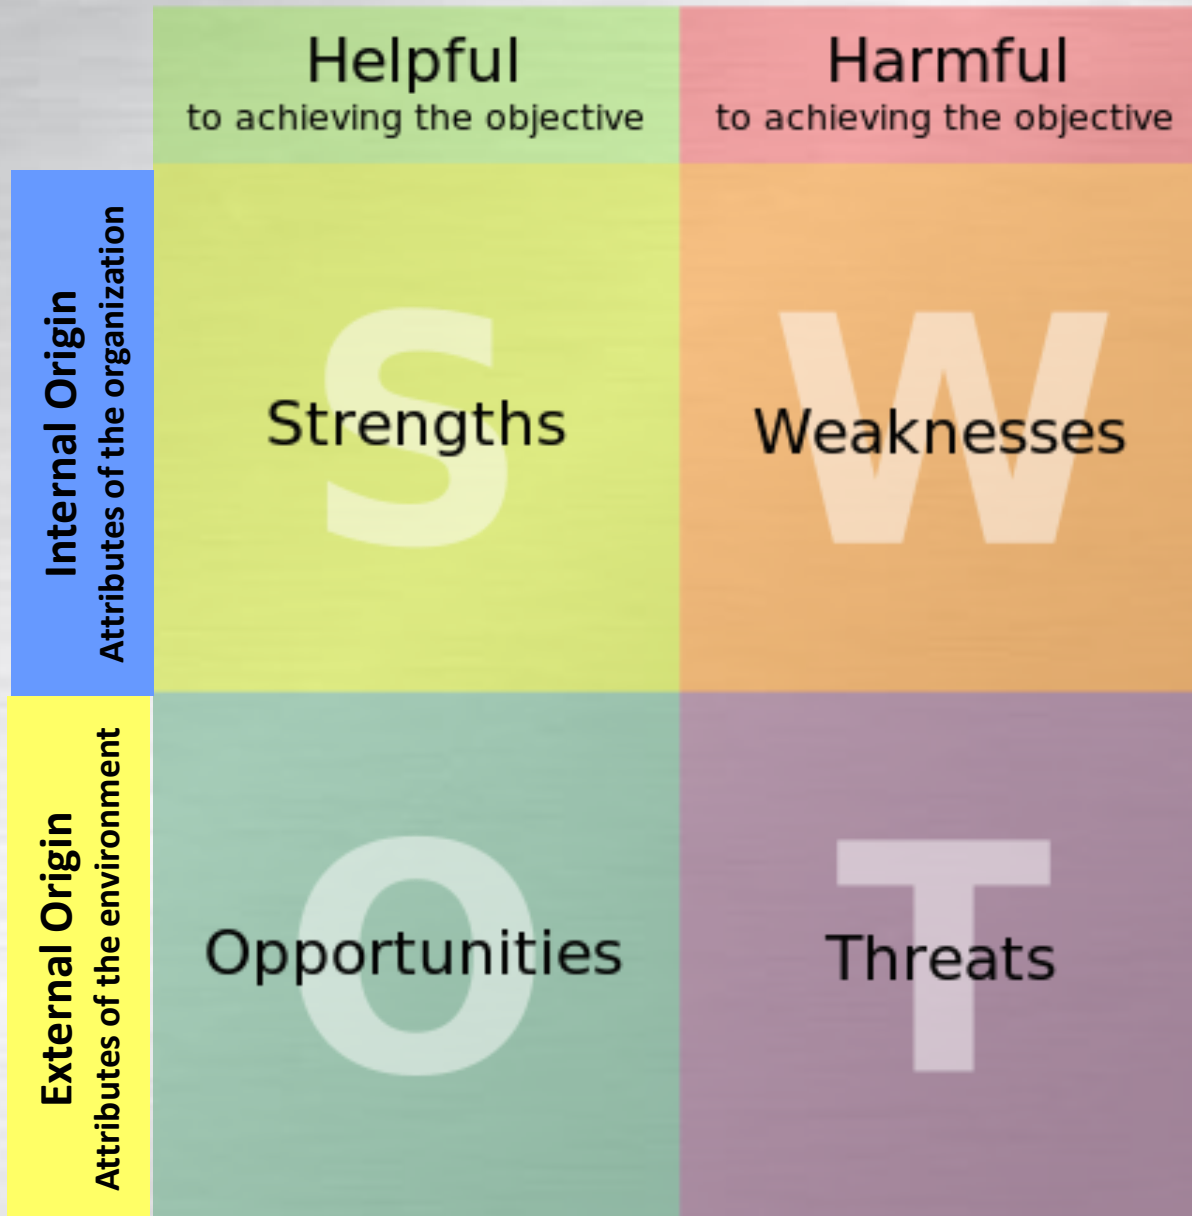 Helpful
to achieving the objective
Harmful
to achieving the objective
Internal Origin
Attributes of the organization
S
Strengths
W
Weaknesses
External Origin
Attributes of the environment
O
Opportunities
T
Threats